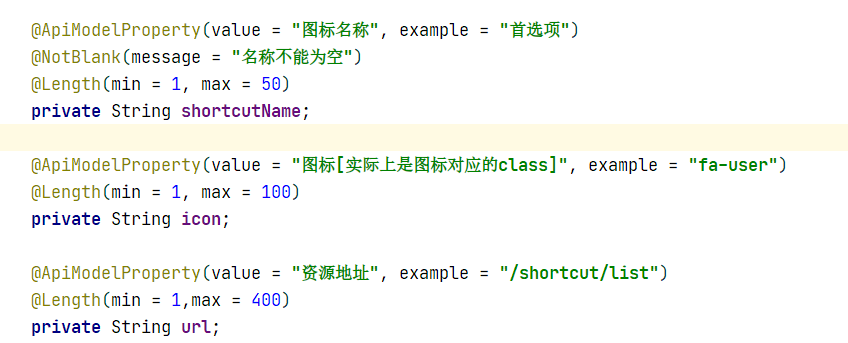 @ApiModelProperty(value = "图标名称", example = "首选项")
@NotBlank(message = "名称不能为空")
@Length(min = 1, max = 50)
private String shortcutName;
@ApiModelProperty(value = "图标[实际上是图标对应的class]", example = "fa-user")
@Length(min = 1, max = 100)
private String icon;
@ApiModelProperty(value = "资源地址", example = "/shortcut/list")
@Length(min = 1,max = 400)
private String url;